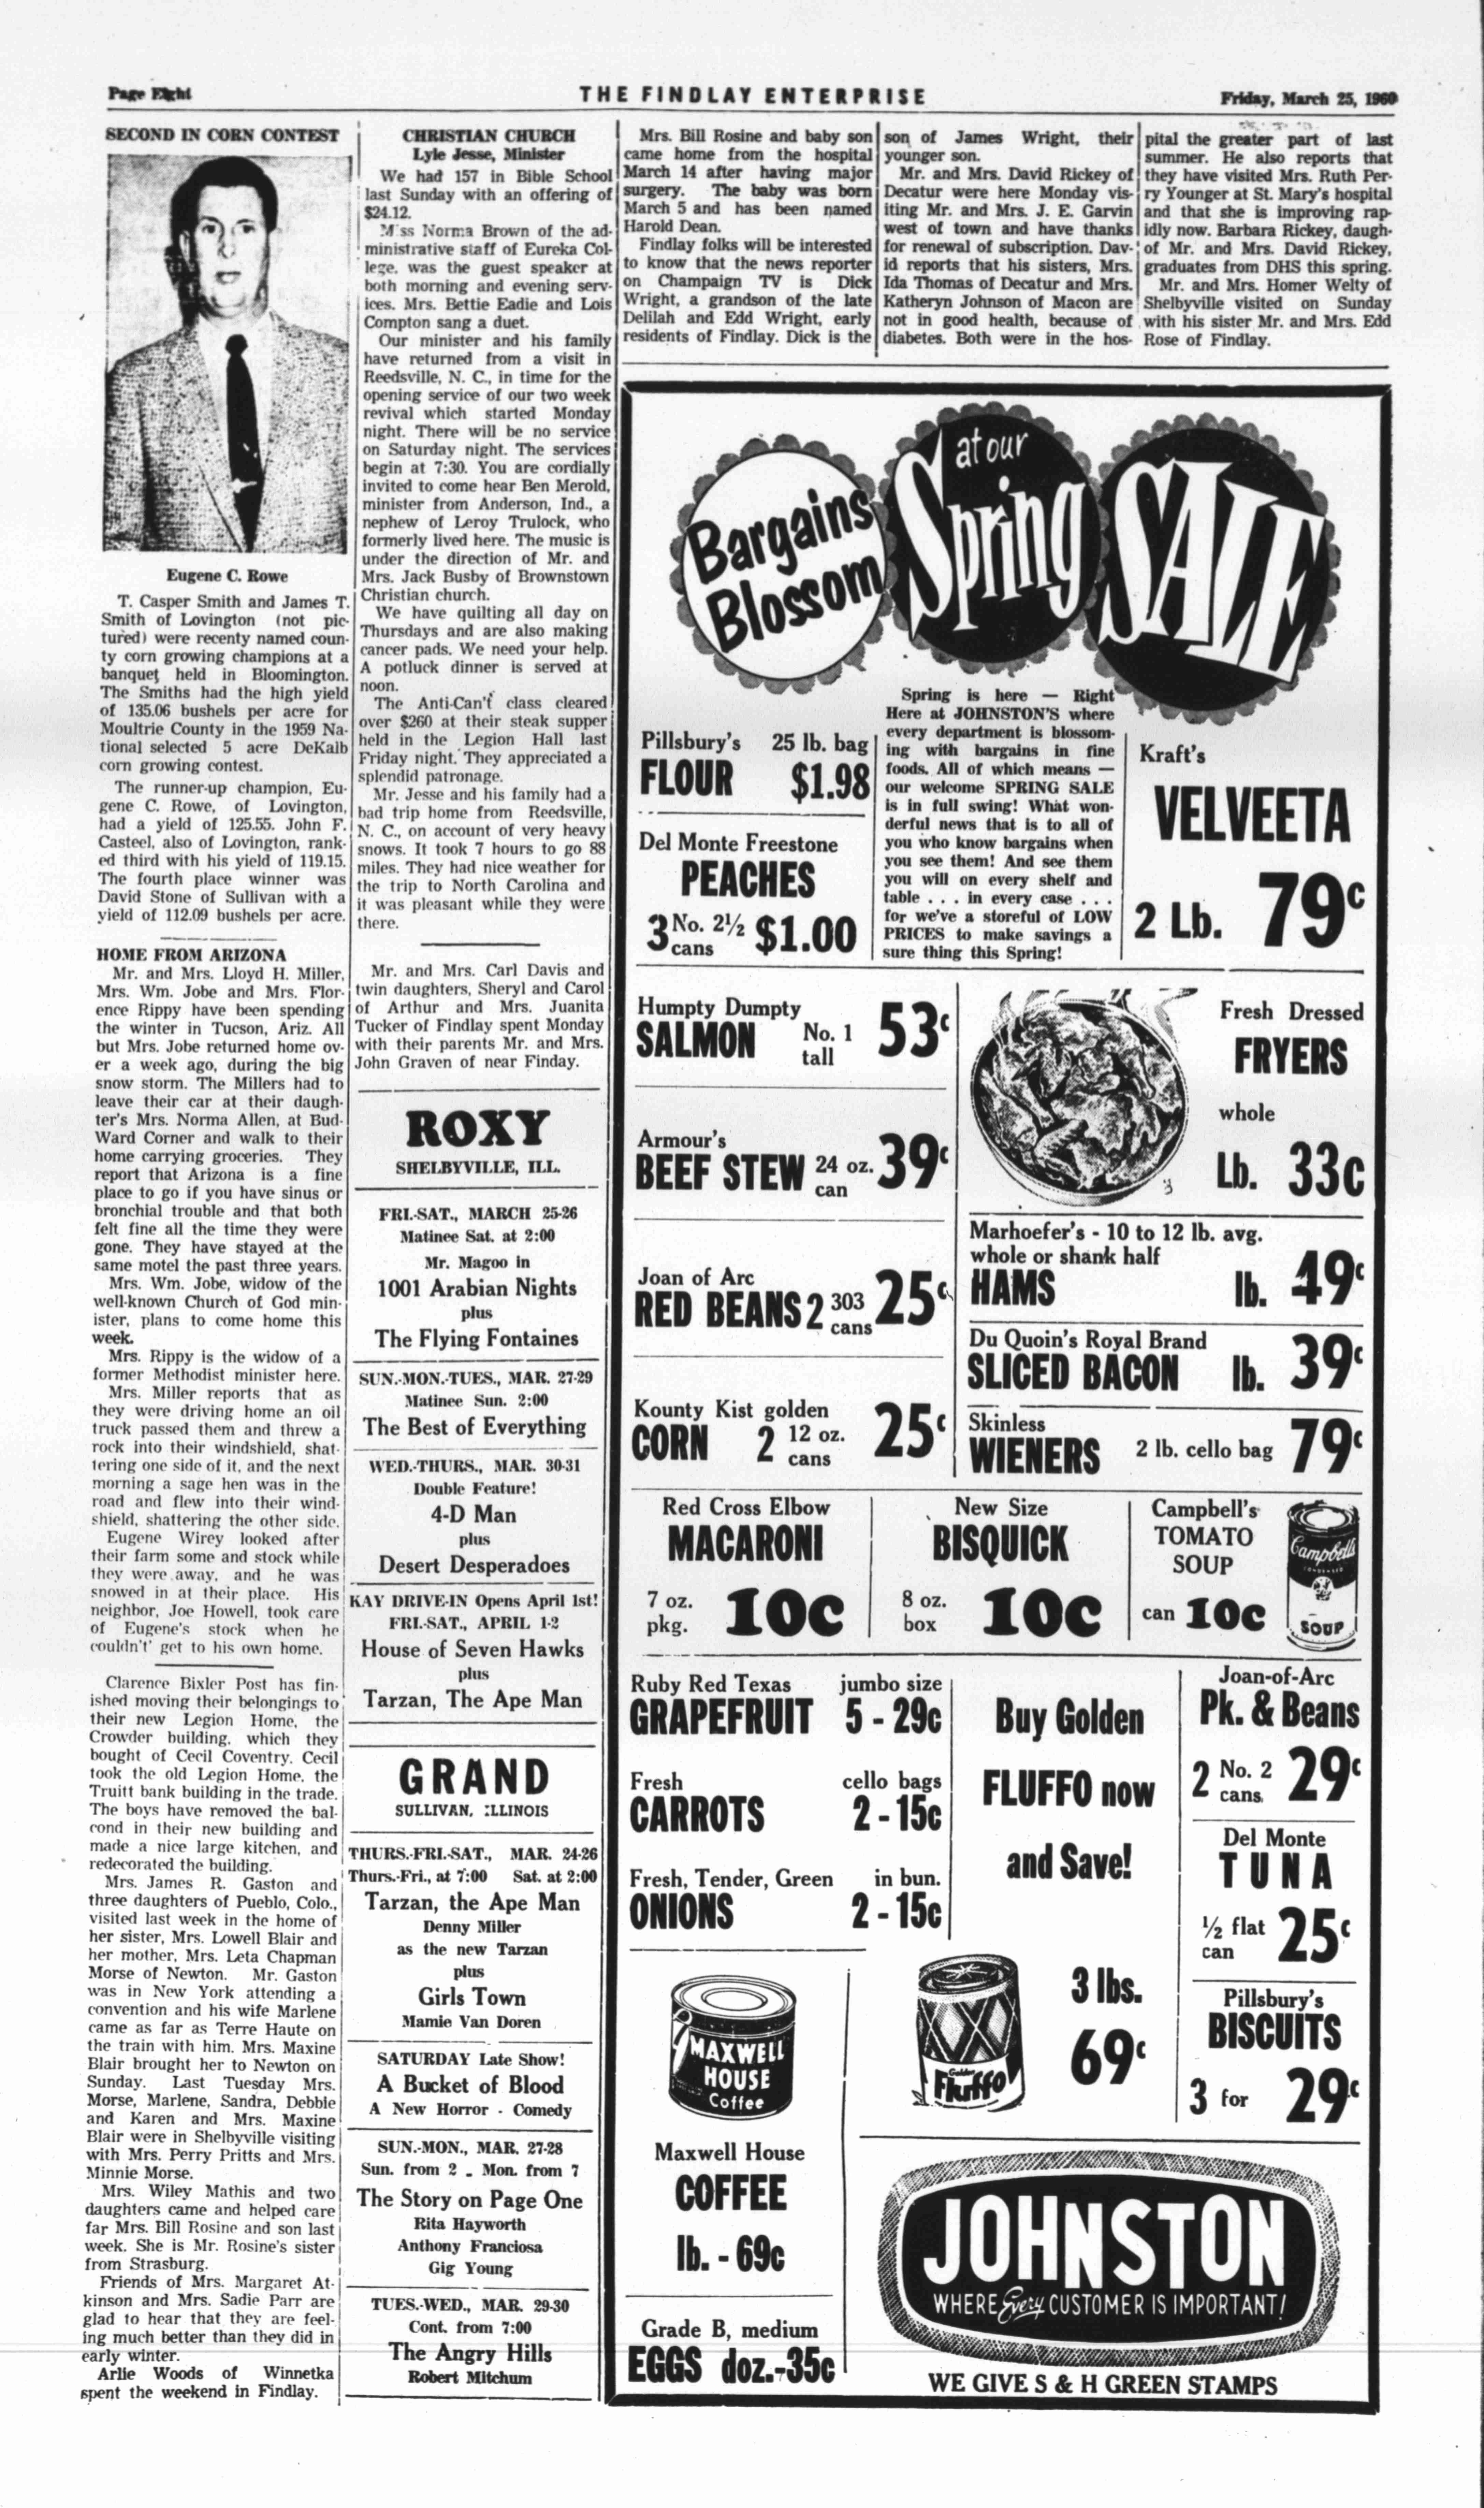 Page Eight
THE FINDLAY ENTERPRISE
Friday, March 25, 1960
SECOND IN CORN CONTEST
Eugene C. Rowe
T. Casper Smith and James T.
Smith of Lovington (not pic-
tured) were recenty named coun-
ty corn growing champions at a
banquet held in Bloomington.
The Smiths had the high yield
of 135.06 bushels per acre for
Moultrie County in the 1959 Na-
tional selected 5 acre DeKalb
corn growing contest.
The runner-up champion, Eu-
gene C. Rowe, of Lovington,
had a yield of 125.55. John F.
Casteel, also of Lovington, rank-
ed third with his yield of 119.15.
The fourth place winner was
David Stone of Sullivan with a
yield of 112.09 bushels per acre.
HOME FROM ARIZONA
Mr. and Mrs. Lloyd H. Miller,
Mrs. Wm. Jobe and Mrs. Flor-
ence Rippy have been spending
the winter in Tucson, Ariz. All
but Mrs. Jobe returned home ov-
er a week ago, during the big
snow storm. The Millers had to
leave their car at their daugh-
ter's Mrs. Norma Allen, at Bud-
Ward Corner and walk to their
home carrying groceries. They
report that Arizona is a fine
place to go if you have sinus or
bronchial trouble and that both
felt fine all the time they were
gone. They have stayed at the
same motel the past three years.
Mrs. Wm. Jobe, widow of the
well-known Church of God min-
ister, plans to come home this
week.
Mrs. Rippy is the widow of a
former Methodist minister here.
Mrs. Miller reports that as
they were driving home an oil
truck passed them and threw a
rock into their windshield, shat-
tering one side of it, and the next
morning a sage hen was in the
road and flew into their wind-
shield, shattering the other side.
Eugene Wirey looked after
their farm some and stock while
they were away, and he was
snowed in at their place. His
neighbor, Joe Howell, took care
of Eugene's stock when he
couldn't' get to his own home.
Clarence Bixler Post has fin-
ished moving their belongings to
their new Legion Home, the
Crowder building, which they
bought of Cecil Coventry. Cecil
took the old Legion Home, the
Truitt bank building in the trade.
The boys have removed the bal-
cond in their new building and
made a nice large kitchen, and
redecorated the building.
Mrs. James R. Gaston and
three daughters of Pueblo, Colo.,
visited last week in the home of
her sister, Mrs. Lowell Blair and
her mother, Mrs. Leta Chapman
Morse of Newton. Mr. Gaston
was in New York attending a
convention and his wife Marlene
came as far as Terre Haute on
the train with him. Mrs. Maxine
Blair brought her to Newton on
Sunday. Last Tuesday Mrs.
Morse, Marlene, Sandra, Debble
and Karen and Mrs. Maxine
Blair were in Shelbyville visiting
with Mrs. Perry Pritts and Mrs.
Minnie Morse.
Mrs. Wiley Mathis and two
daughters came and helped care
far Mrs. Bill Rosine and son last
week. She is Mr. Rosine's sister
from Strasburg.
Friends of Mrs. Margaret At-
kinson and Mrs. Sadie Parr are
glad to hear that they are feel-
ing much better than they did in
early winter.
Arlie Woods of Winnetka
spent the weekend in Findlay.
CHRISTIAN CHURCH
Lyle Jesse, Minister
We had 157 in Bible School
last Sunday with an offering of
$24.12.
Miss Norma Brown of the ad-
ministrative staff of Eureka Col-
lege. was the guest speaker at
both morning and evening serv-
ices. Mrs. Bettie Eadie and Lois
Compton sang a duet.
Our minister and his family
have returned from a visit in
Reedsville, N. C., in time for the
opening service of our two week
revival which started Monday
night. There will be no service
on Saturday night. The services
begin at 7:30. You are cordially
invited to come hear Ben Merold,
minister from Anderson, Ind., a
nephew of Leroy Trulock, who
formerly lived here. The music is
under the direction of Mr. and
Mrs. Jack Busby of Brownstown
Christian church.
We have quilting all day on
Thursdays and are also making
cancer pads. We need your help.
A potluck dinner is served at
noon.
The Anti-Can't class cleared
over $260 at their steak supper
held in the Legion Hall last
Friday night. They appreciated a
splendid patronage.
Mr. Jesse and his family had a
bad trip home from Reedsville,
N. C., on account of very heavy
snows. It took 7 hours to go 88
miles. They had nice weather for
the trip to North Carolina and
it was pleasant while they were
there.
Mr. and Mrs. Carl Davis and
twin daughters, Sheryl and Carol
of Arthur and Mrs. Juanita
Tucker of Findlay spent Monday
with their parents Mr. and Mrs.
John Graven of near Finday.
ROXY
SHELBYVILLE, ILL.
FRI.-SAT., MARCH 25-26
Matinee Sat. at 2:00
Mr. Magoo in
1001 Arabian Nights
plus
The Flying Fontaines
SUN.-MON.-TUES., MAR. 27-29
Matinee Sun. 2:00
The Best of Everything
WED.-THURS., MAR. 30-31
Double Feature!
4-D Man
plus
Desert Desperadoes
KAY DRIVE-IN Opens April 1st!
FRI.-SAT., APRIL 1-2
House of Seven Hawks
plus
Tarzan, The Ape Man
GRAND
SULLIVAN, ILLINOIS
THURS.-FRI.-SAT., MAR. 24-26
Thurs.-Fri., at 7:00 Sat. at 2:00
Tarzan, the Ape Man
Denny Miller
as the new Tarzan
plus
Girls Town
Mamie Van Doren
SATURDAY Late Show!
A Bucket of Blood
A New Horror - Comedy
SUN.-MON., MAR. 27-28
Sun. from 2 - Mon. from 7
The Story on Page One
Rita Hayworth
Anthony Franciosa
Gig Young
TUES.-WED., MAR. 29-30
Cont. from 7:00
The Angry Hills
Robert Mitchum
Mrs. Bill Rosine and baby son
came home from the hospital
March 14 after having major
surgery. The baby was born
March 5 and has been named
Harold Dean.
Findlay folks will be interested
to know that the news reporter
on Champaign TV is Dick
Wright, a grandson of the late
Delilah and Edd Wright, early
residents of Findlay. Dick is the
son of James Wright, their
younger son.
Mr. and Mrs. David Rickey of
Decatur were here Monday vis-
iting Mr. and Mrs. J. E. Garvin
west of town and have thanks
for renewal of subscription. Dav-
id reports that his sisters, Mrs.
Ida Thomas of Decatur and Mrs.
Katheryn Johnson of Macon are
not in good health, because of
diabetes. Both were in the hos-
pital the greater part of last
summer. He also reports that
they have visited Mrs. Ruth Per-
ry Younger at St. Mary's hospital
and that she is improving rap-
idly now. Barbara Rickey, daugh-
of Mr. and Mrs. David Rickey,
graduates from DHS this spring.
Mr. and Mrs. Homer Welty of
Shelbyville visited on Sunday
with his sister Mr. and Mrs. Edd
Rose of Findlay.
Bargains
Blossom
at our
Spring
SALE
Pillsbury's 25 lb. bag
FLOUR $1.98
Del Monte Freestone
PEACHES
3 No. 2½ cans $1.00
Spring is here — Right
Here at JOHNSTON'S where
every department is blossom-
ing with bargains in fine
foods. All of which means —
our welcome SPRING SALE
is in full swing! What won-
derful news that is to all of
you who know bargains when
you see them! And see them
you will on every shelf and
table . . . in every case . . .
for we've a storeful of LOW
PRICES to make savings a
sure thing this Spring!
Kraft's
VELVEETA
2 Lb. 79c
Humpty Dumpty
SALMON No. 1 tall 53c
Armour's
BEEF STEW 24 oz. can 39c
Joan of Arc
RED BEANS 2 303 cans 25c
Kounty Kist golden
CORN 2 12 oz. cans 25c
Fresh Dressed
FRYERS
whole
Lb. 33c
Marhoefer's - 10 to 12 lb. avg.
whole or shank half
HAMS lb. 49c
Du Quoin's Royal Brand
SLICED BACON lb. 39c
Skinless
WIENERS 2 lb. cello bag 79c
Red Cross Elbow
MACARONI
7 oz. pkg. 10c
New Size
BISQUICK
8 oz. box 10c
Campbell's
TOMATO
SOUP
can 10c
Campbell's
CONDENSED
SOUP
Ruby Red Texas jumbo size
GRAPEFRUIT 5 - 29c
Fresh cello bags
CARROTS 2 - 15c
Fresh, Tender, Green in bun.
ONIONS 2 - 15c
Buy Golden
FLUFFO now
and Save!
Golden
Fluffo
3 lbs.
69c
Joan-of-Arc
Pk. & Beans
2 No. 2 cans 29c
Del Monte
TUNA
½ flat can 25c
Pillsbury's
BISCUITS
3 for 29c
MAXWELL
HOUSE
Coffee
Maxwell House
COFFEE
lb. - 69c
Grade B, medium
EGGS doz.-35c
JOHNSTON
WHERE Every CUSTOMER IS IMPORTANT!
WE GIVE S & H GREEN STAMPS